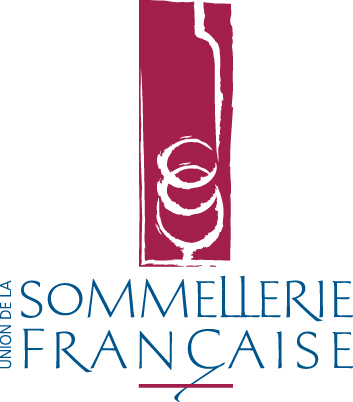 UNION DE LA
SOMMELLERIE
FRANÇAISE